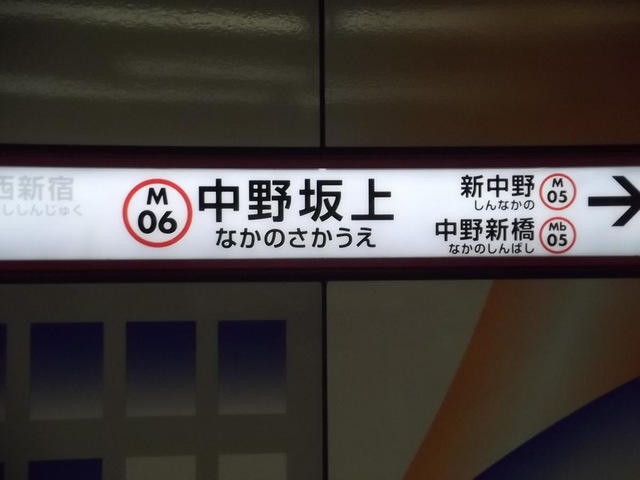 西新宿
ししんじゅく
M
06
中野坂上
なかのさかうえ
新中野
しんなかの
M
05
中野新橋
なかのしんばし
Mb
05